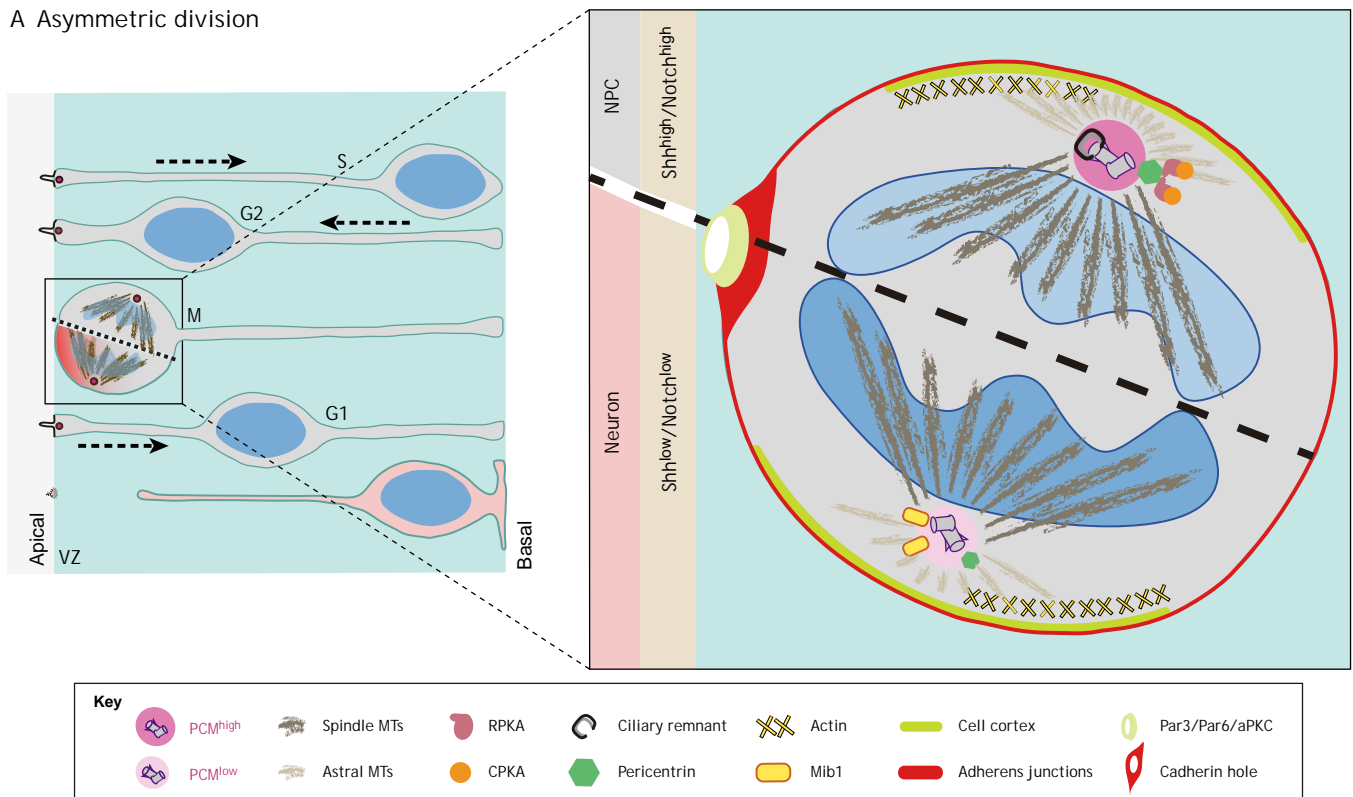 A Asymmetric division
S
G2
M
G1
Apical
VZ
Basal
NPC
Shhhigh/Notchhigh
Neuron
Shhlow/Notchlow
Key
PCMhigh
Spindle MTs
RPKA
Ciliary remnant
Actin
Cell cortex
Par3/Par6/aPKC
PCMlow
Astral MTs
CPKA
Pericentrin
Mib1
Adherens junctions
Cadherin hole